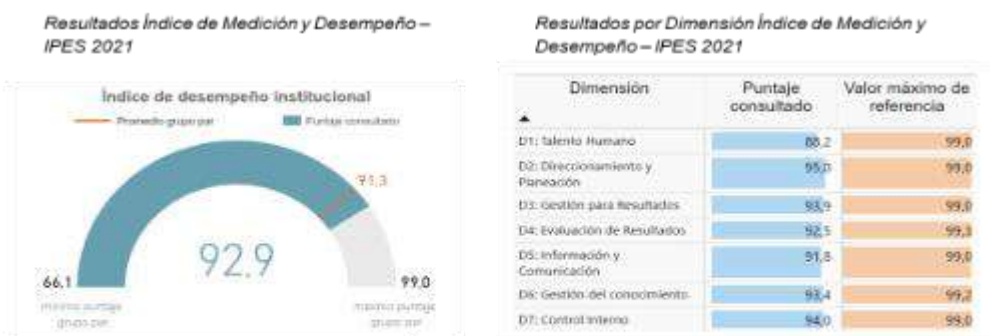 Resultados Índice de Medición y Desempeño –
IPES 2021
Índice de desempeño institucional
Promedio grupo par
Puntaje consultado
91,3
92,9
66,1
99,0
mínimo puntaje
grupo par
máximo puntaje
grupo par
Resultados por Dimensión Índice de Medición y
Desempeño – IPES 2021
Dimensión
Puntaje
consultado
Valor máximo de
referencia
D1: Talento Humano 88,2 99,0
D2: Direccionamiento y
Planeación 95,0 99,0
D3: Gestión para Resultados 93,9 99,0
D4: Evaluación de Resultados 92,5 99,3
D5: Información y
Comunicación 91,8 99,0
D6: Gestión del conocimiento 93,4 99,2
D7: Control Interno 94,0 99,0